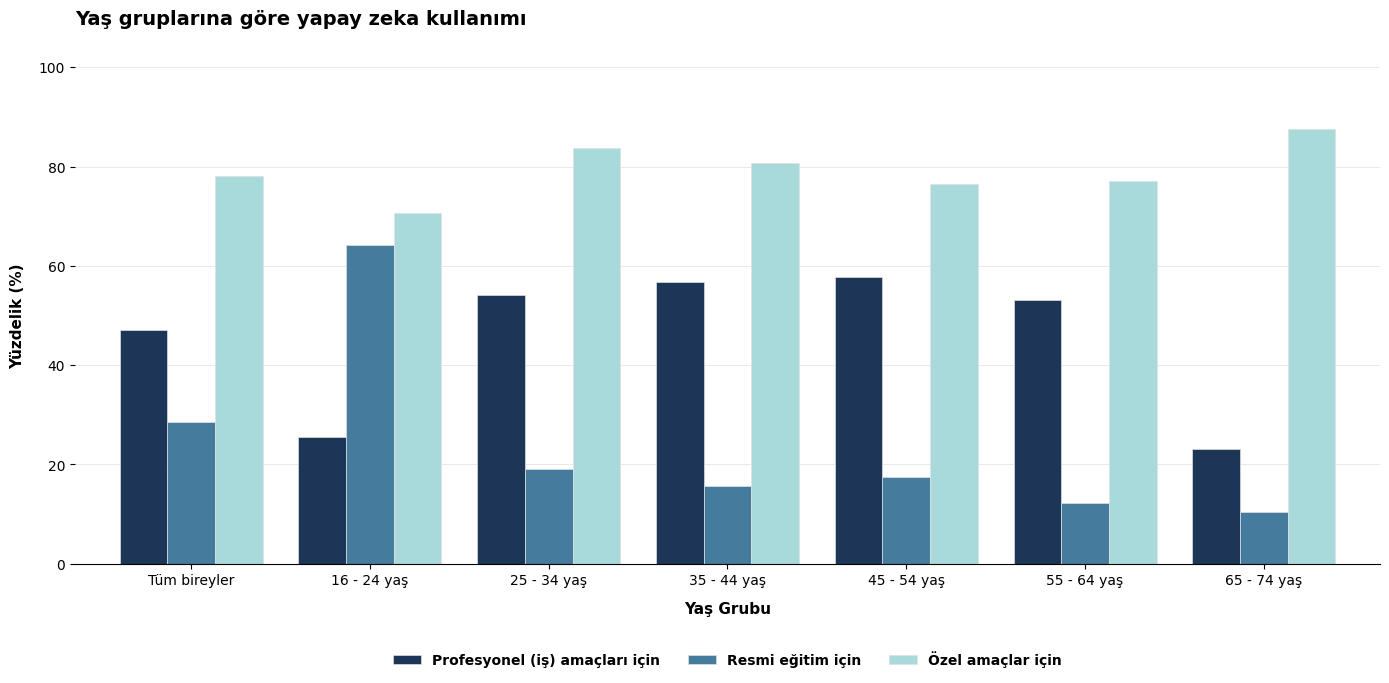 Yaş gruplarına göre yapay zeka kullanımı
100
80
60
40
20
0
Yüzdelik (%)
Tüm bireyler
16 - 24 yaş
25 - 34 yaş
35 - 44 yaş
45 - 54 yaş
55 - 64 yaş
65 - 74 yaş
Yaş Grubu
Profesyonel (iş) amaçları için
Resmi eğitim için
Özel amaçlar için